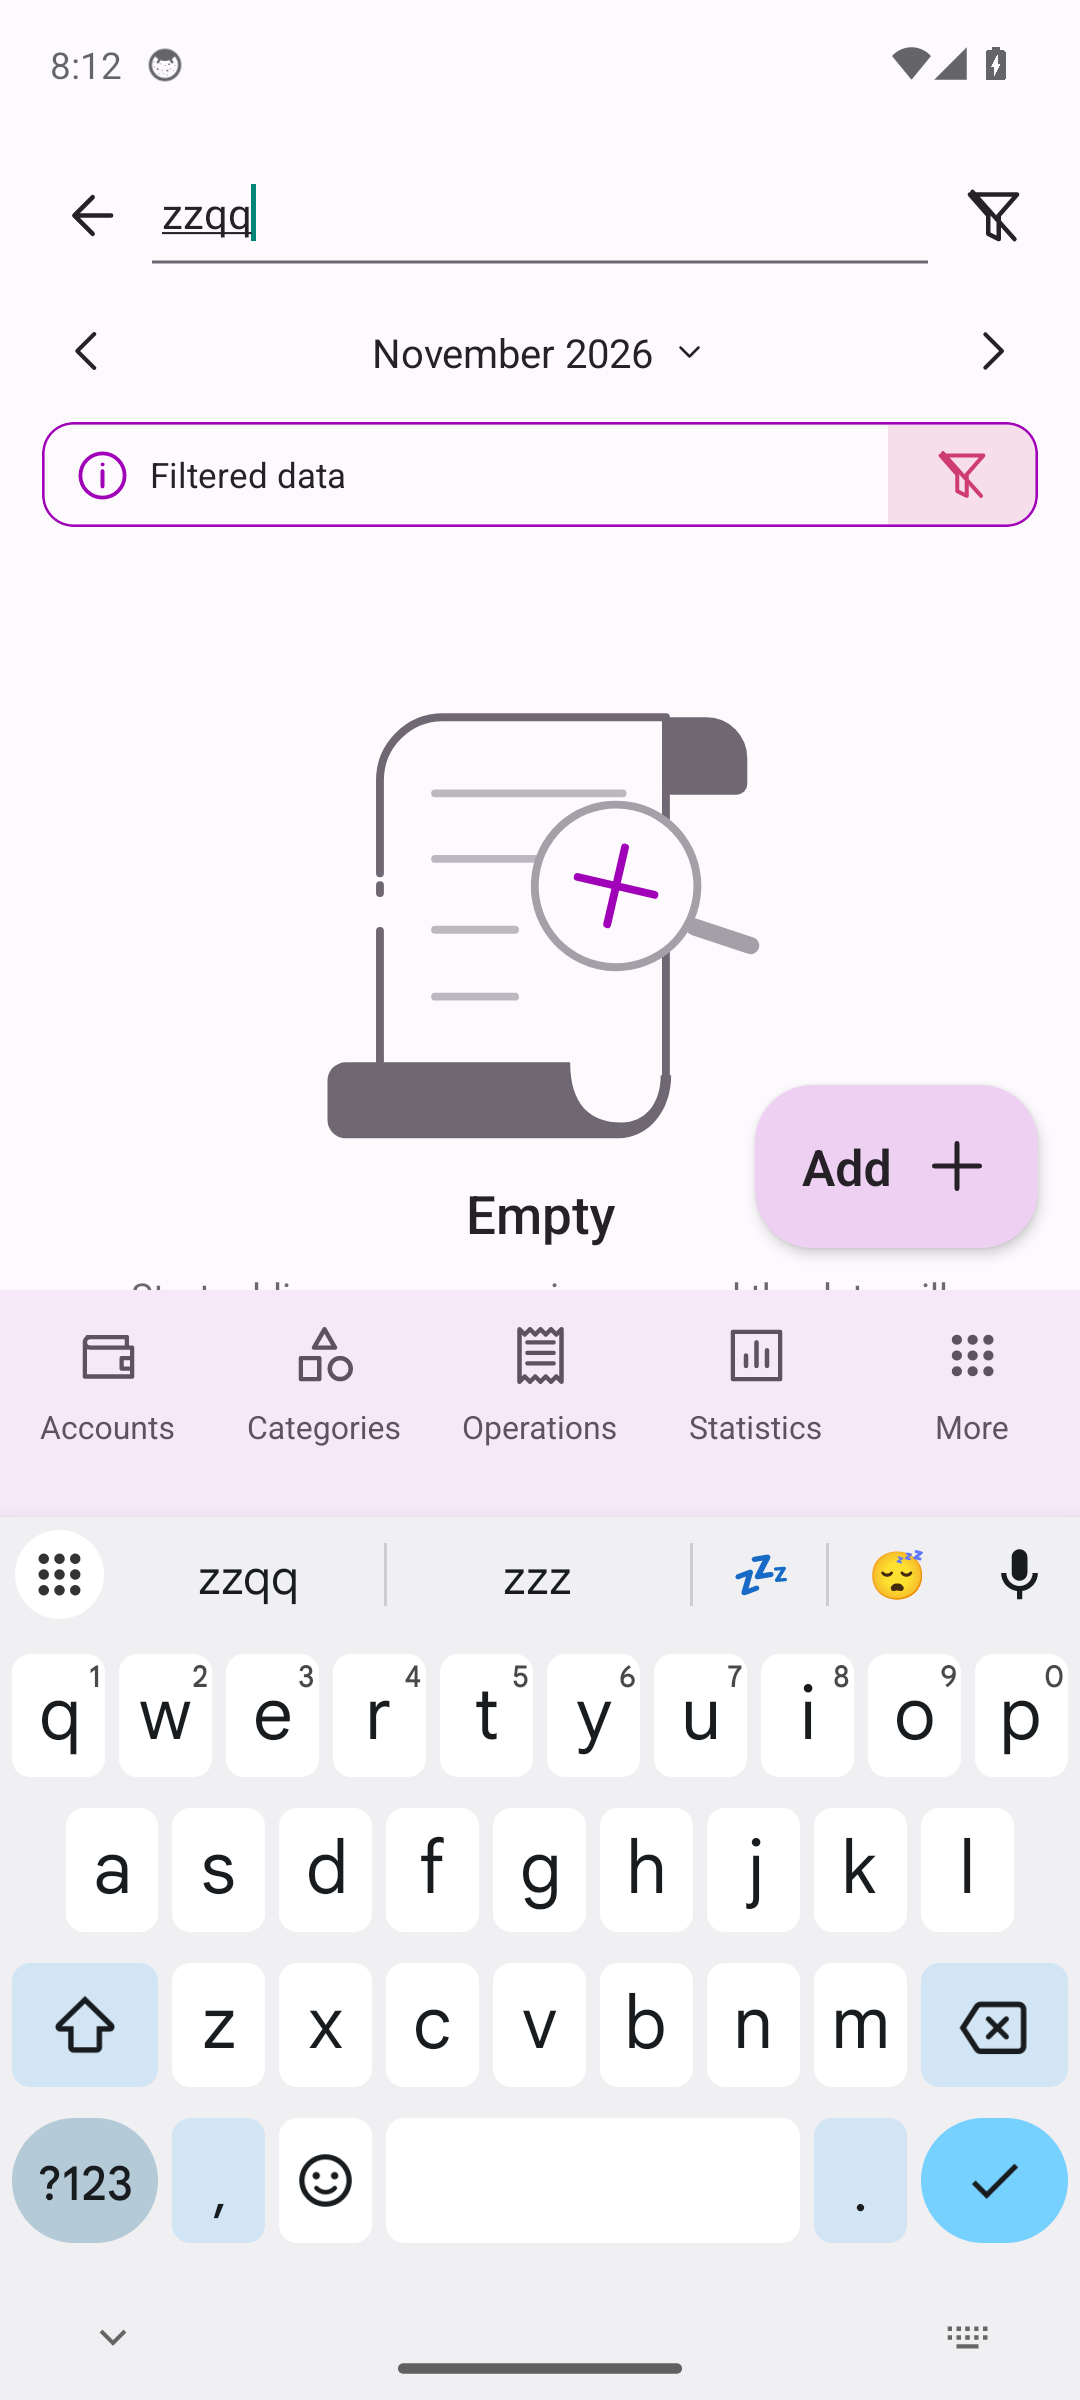 8:12
zzqq
November 2026
Filtered data
Add
Empty
Accounts
Categories
Operations
Statistics
More
zzqq
zzz
💤
😴
q 1 w 2 e 3 r 4 t 5 y 6 u 7 i 8 o 9 p 0
a s d f g h j k l
z x c v b n m
?123 , .